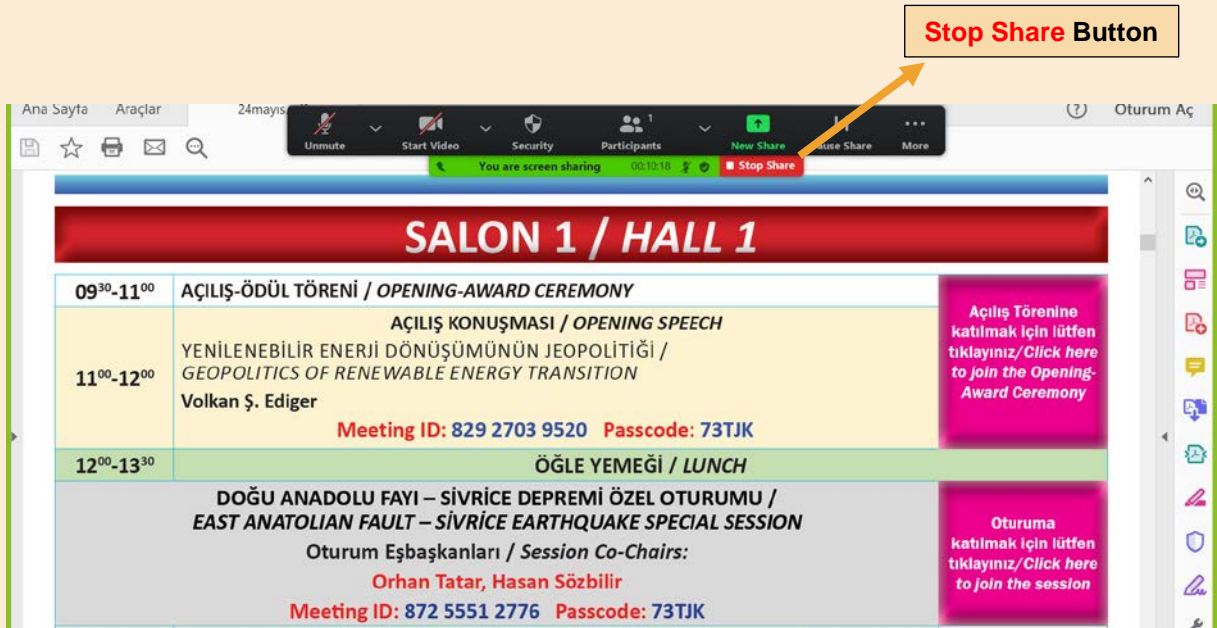 Stop Share Button
Ana Sayfa Araçlar 24mayıs. Oturum Aç
1
Unmute Start Video Security Participants New Share Pause Share More
You are screen sharing 00:10:18 Stop Share
SALON 1 / HALL 1
09³⁰-11⁰⁰ AÇILIŞ-ÖDÜL TÖRENİ / OPENING-AWARD CEREMONY
11⁰⁰-12⁰⁰
AÇILIŞ KONUŞMASI / OPENING SPEECH
YENİLENEBİLİR ENERJİ DÖNÜŞÜMÜNÜN JEOPOLİTİĞİ /
GEOPOLITICS OF RENEWABLE ENERGY TRANSITION
Volkan Ş. Ediger
Meeting ID: 829 2703 9520 Passcode: 73TJK
Açılış Törenine
katılmak için lütfen
tıklayınız/Click here
to join the Opening-
Award Ceremony
12⁰⁰-13³⁰ ÖĞLE YEMEĞİ / LUNCH
DOĞU ANADOLU FAYI – SİVRİCE DEPREMİ ÖZEL OTURUMU /
EAST ANATOLIAN FAULT – SİVRİCE EARTHQUAKE SPECIAL SESSION
Oturum Eşbaşkanları / Session Co-Chairs:
Orhan Tatar, Hasan Sözbilir
Meeting ID: 872 5551 2776 Passcode: 73TJK
Oturuma
katılmak için lütfen
tıklayınız/Click here
to join the session